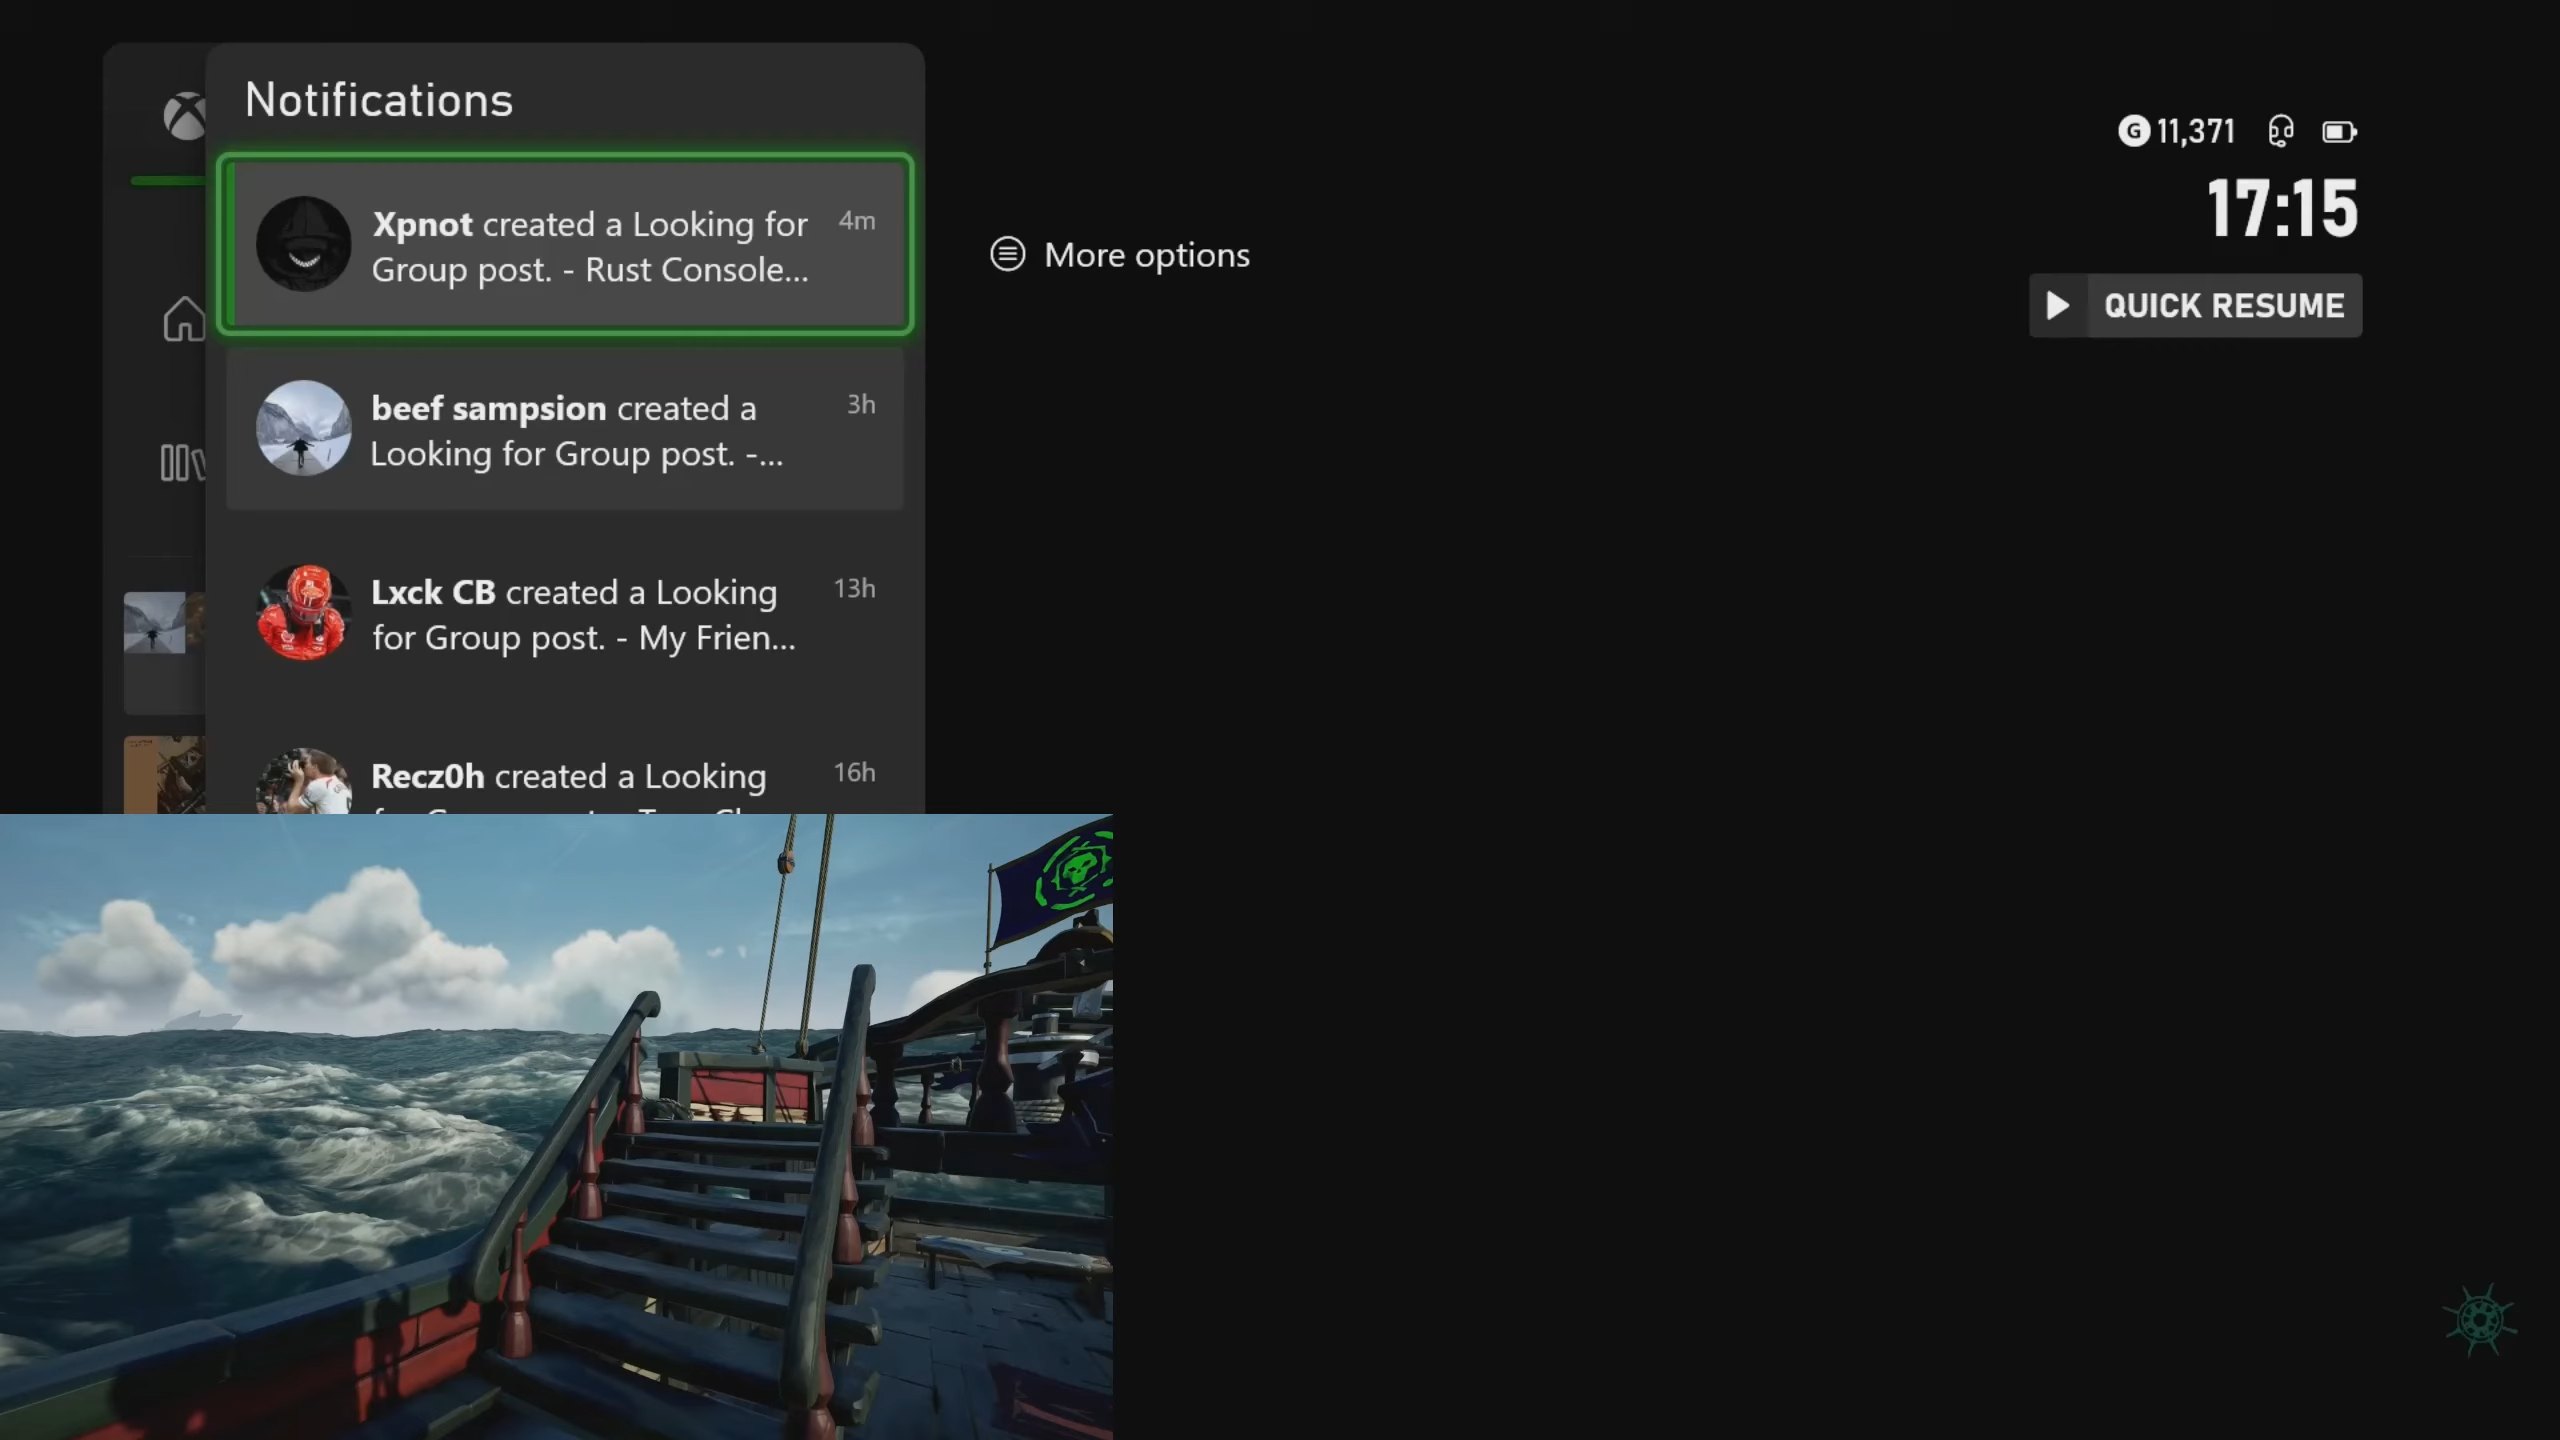 Notifications
Xpnot created a Looking for 4m
Group post. - Rust Console...
beef sampsion created a 3h
Looking for Group post. -...
Lxck CB created a Looking 13h
for Group post. - My Frien...
Recz0h created a Looking 16h
More options
G 11,371
17:15
QUICK RESUME